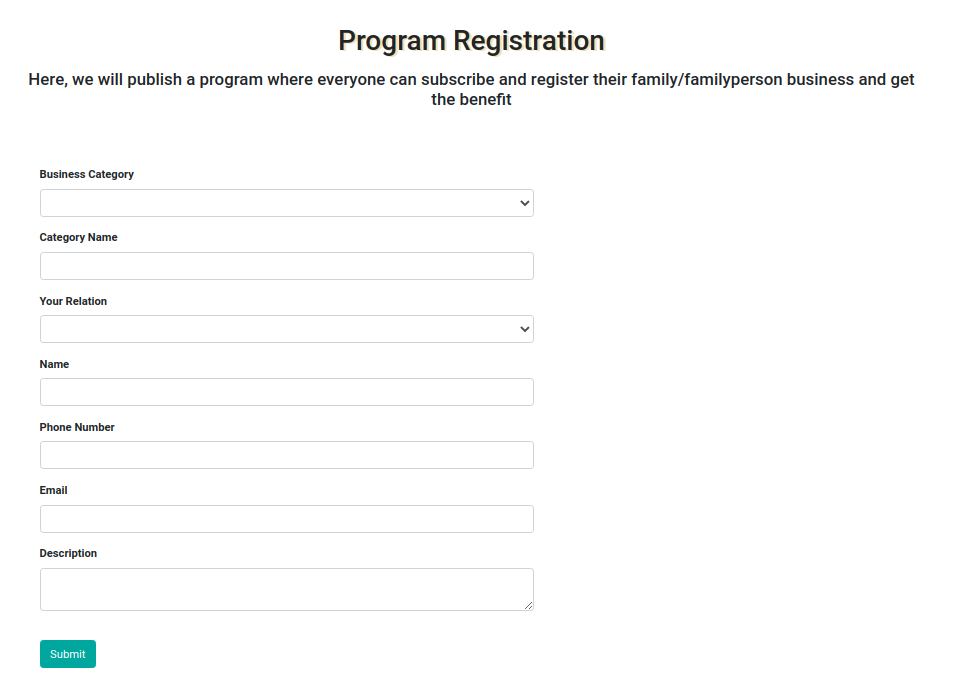 Program Registration
Here, we will publish a program where everyone can subscribe and register their family/familyperson business and get
the benefit
Business Category
Category Name
Your Relation
Name
Phone Number
Email
Description
Submit